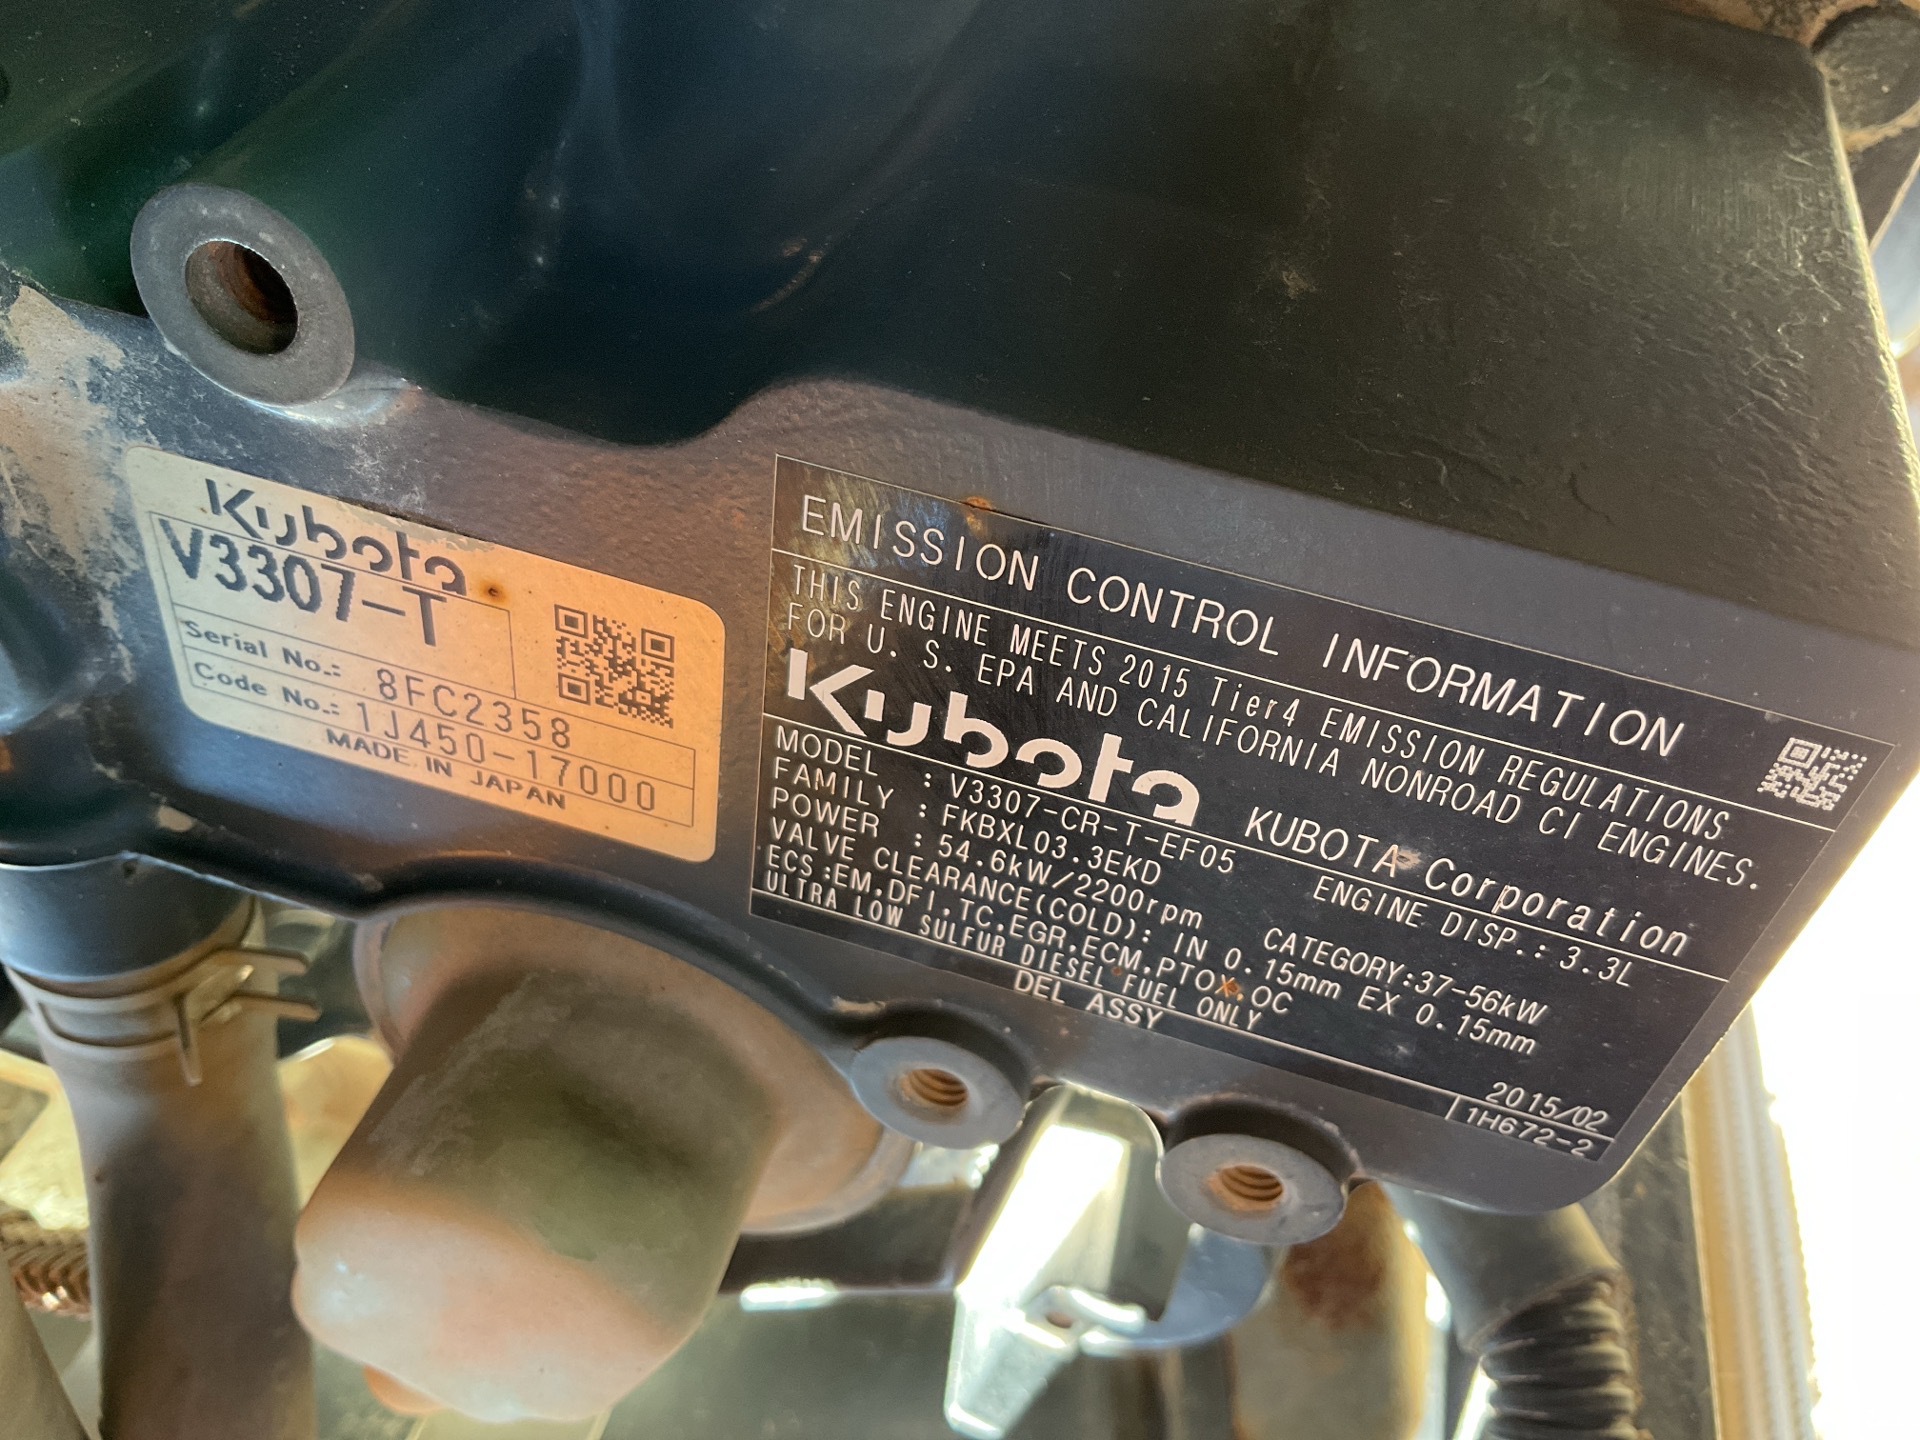 Kubota
V3307-T
Serial No.: 8FC2358
Code No.: 1J450-17000
MADE IN JAPAN
EMISSION CONTROL INFORMATION
THIS ENGINE MEETS 2015 Tier4 EMISSION REGULATIONS
FOR U. S. EPA AND CALIFORNIA NONROAD CI ENGINES.
Kubota KUBOTA Corporation
MODEL : V3307-CR-T-EF05 ENGINE DISP.: 3.3L
FAMILY : FKBXL03.3EKD
POWER : 54.6kW/2200rpm CATEGORY:37-56kW
VALVE CLEARANCE(COLD): IN 0.15mm EX 0.15mm
ECS:EM,DFI,TC,EGR,ECM,PTOX,OC
ULTRA LOW SULFUR DIESEL FUEL ONLY 2015/02
DEL ASSY 1H672-2